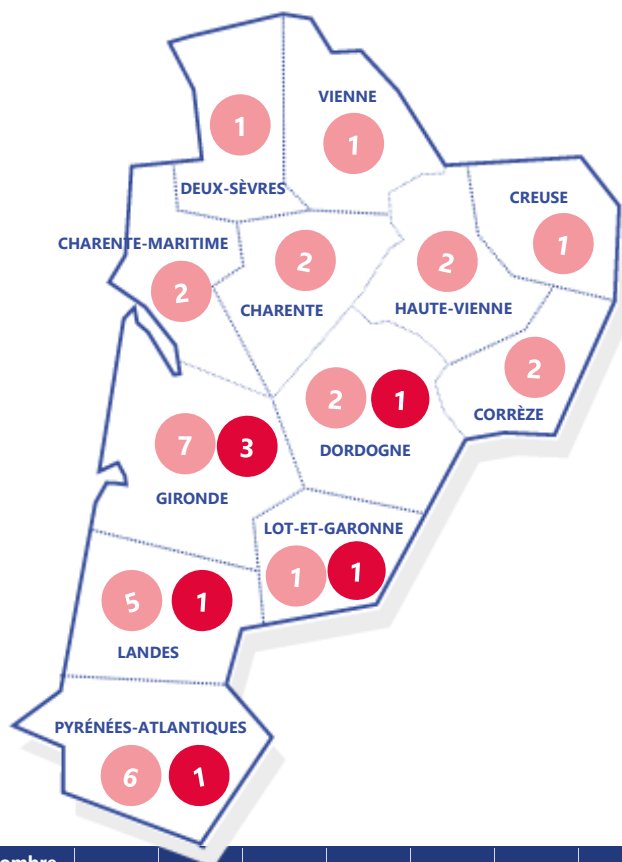 VIENNE
1
1
DEUX-SÈVRES
CREUSE
1
CHARENTE-MARITIME
2
2
2
CHARENTE
HAUTE-VIENNE
2
CORRÈZE
2 1
DORDOGNE
7 3
GIRONDE
LOT-ET-GARONNE
1 1
5 1
LANDES
PYRÉNÉES-ATLANTIQUES
6 1